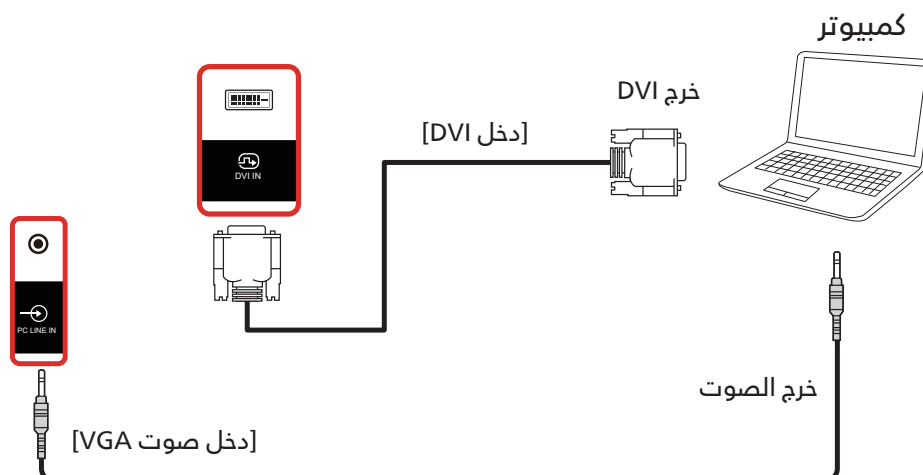 كمبيوتر
خرج DVI
[دخل DVI]
DVI IN
PC LINE IN
خرج الصوت
[دخل صوت VGA]